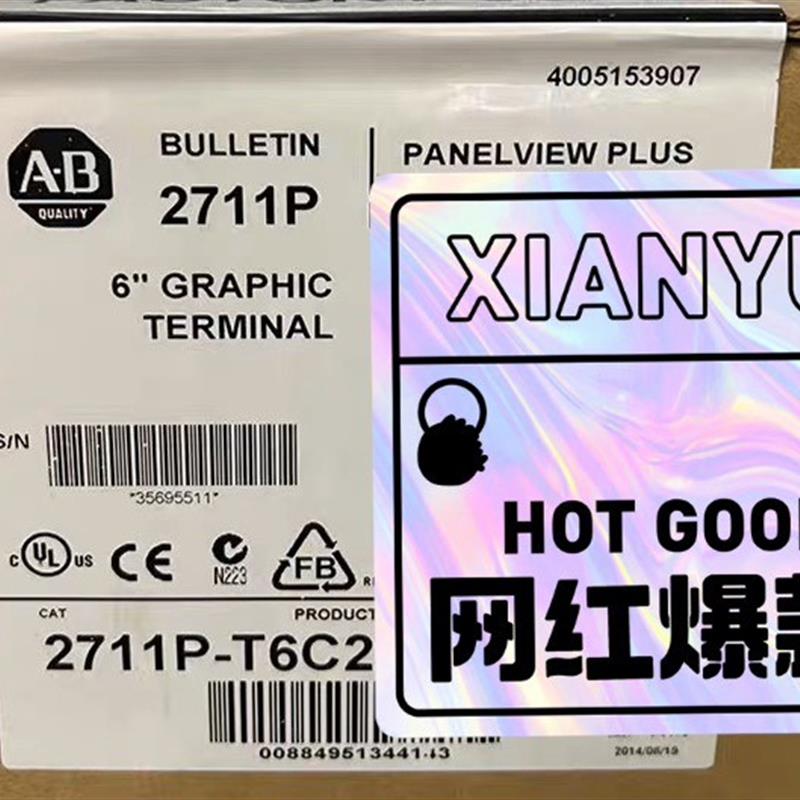 4005153907
A-B
QUALITY
BULLETIN
2711P
PANELVIEW PLUS
6" GRAPHIC
TERMINAL
S/N
*35695511*
C UL US CE N223 FB
CAT
PRODUCT
2711P-T6C2
2014/08/19
XIANYU
HOT GOO
网红爆款